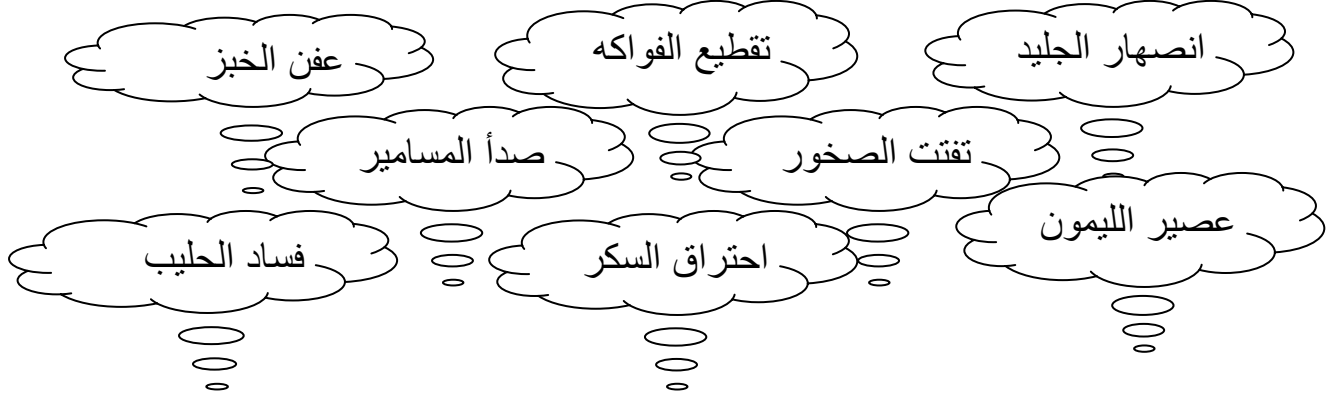 انصهار الجليد
تقطيع الفواكه
عفن الخبز
تفتت الصخور
صدأ المسامير
عصير الليمون
احتراق السكر
فساد الحليب